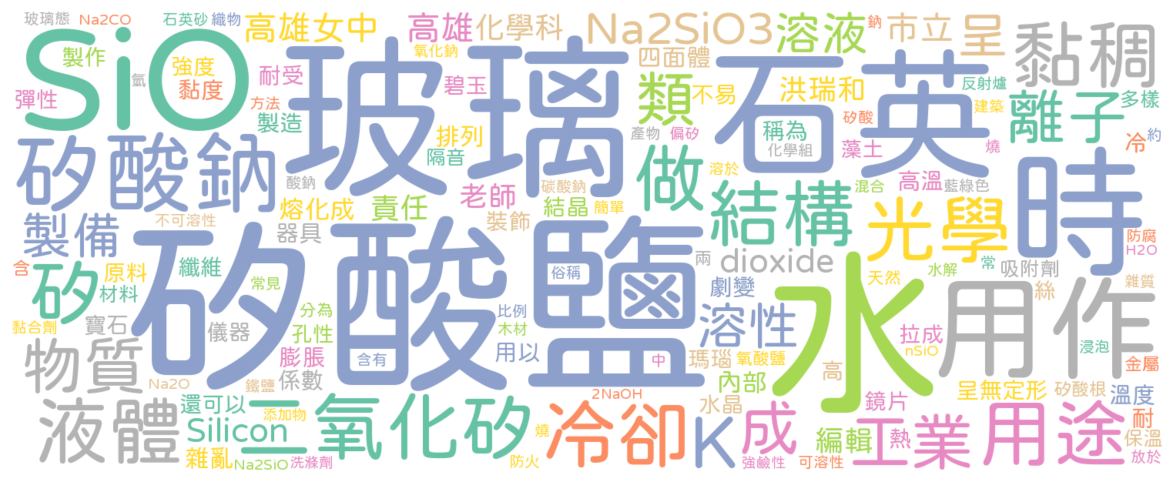 玻璃態 Na2CO 石英砂 織物 高雄女中 高雄 化學科 Na2SiO3 溶液 鈉 市立 呈 黏稠
SiO 玻璃 石英
製作 氧化鈉 四面體
氬 強度 耐受 碧玉 類 不易 洪瑞和 反射爐 離子 多樣
彈性 黏度 方法 製造 排列 產物 偏矽 稱為 矽酸 建築 冷 約
矽酸鈉 隔音 化學組 藻土 燒
酸鈉 老師 碳酸鈉 做 溶於 混合 高溫 藍綠色 時
製備 不可溶性 熔化成 責任 結晶 簡單 結構 光學
器具 裝飾 防腐
矽酸鹽 水 用作 H2O
含 矽 原料 纖維 常見 俗稱 兩 dioxide 天然 水解 常 吸附劑 雜質
材料 分為 劇變 絲
黏合劑 寶石 儀器 孔性 比例 木材 溶性 拉成 浸泡
物質 膨脹 含有 用以 中 瑪瑙 氧酸鹽 nSiO 金屬
Na2O 鐵鹽 係數 2NaOH 內部 高 呈無定形 矽酸根 溫度
液體 還可以 添加物 二氧化矽 冷卻 水晶 K 成 鏡片 工業 用途 耐
Silicon 燒 編輯 熱 保溫
雜亂 Na2SiO 洗滌劑 防火 強鹼性 可溶性 放於